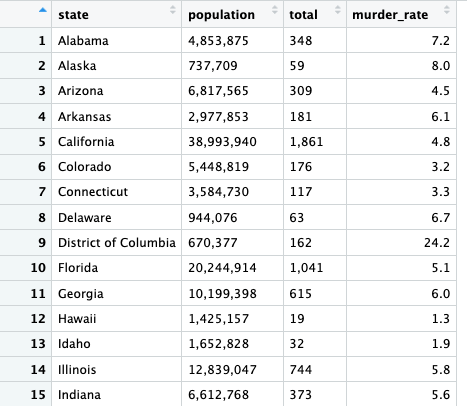 state population total murder_rate
1 Alabama 4,853,875 348 7.2
2 Alaska 737,709 59 8.0
3 Arizona 6,817,565 309 4.5
4 Arkansas 2,977,853 181 6.1
5 California 38,993,940 1,861 4.8
6 Colorado 5,448,819 176 3.2
7 Connecticut 3,584,730 117 3.3
8 Delaware 944,076 63 6.7
9 District of Columbia 670,377 162 24.2
10 Florida 20,244,914 1,041 5.1
11 Georgia 10,199,398 615 6.0
12 Hawaii 1,425,157 19 1.3
13 Idaho 1,652,828 32 1.9
14 Illinois 12,839,047 744 5.8
15 Indiana 6,612,768 373 5.6